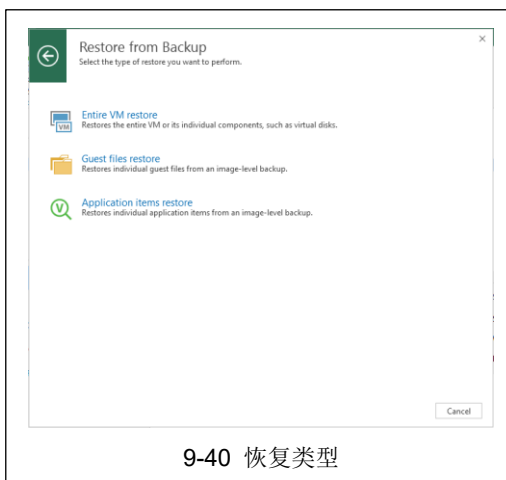 Restore from Backup
Select the type of restore you want to perform.
Entire VM restore
Restores the entire VM or its individual components, such as virtual disks.
VM
Guest files restore
Restores individual guest files from an image-level backup.
Application items restore
Restores individual application items from an image-level backup.
V
Cancel
9-40 恢复类型